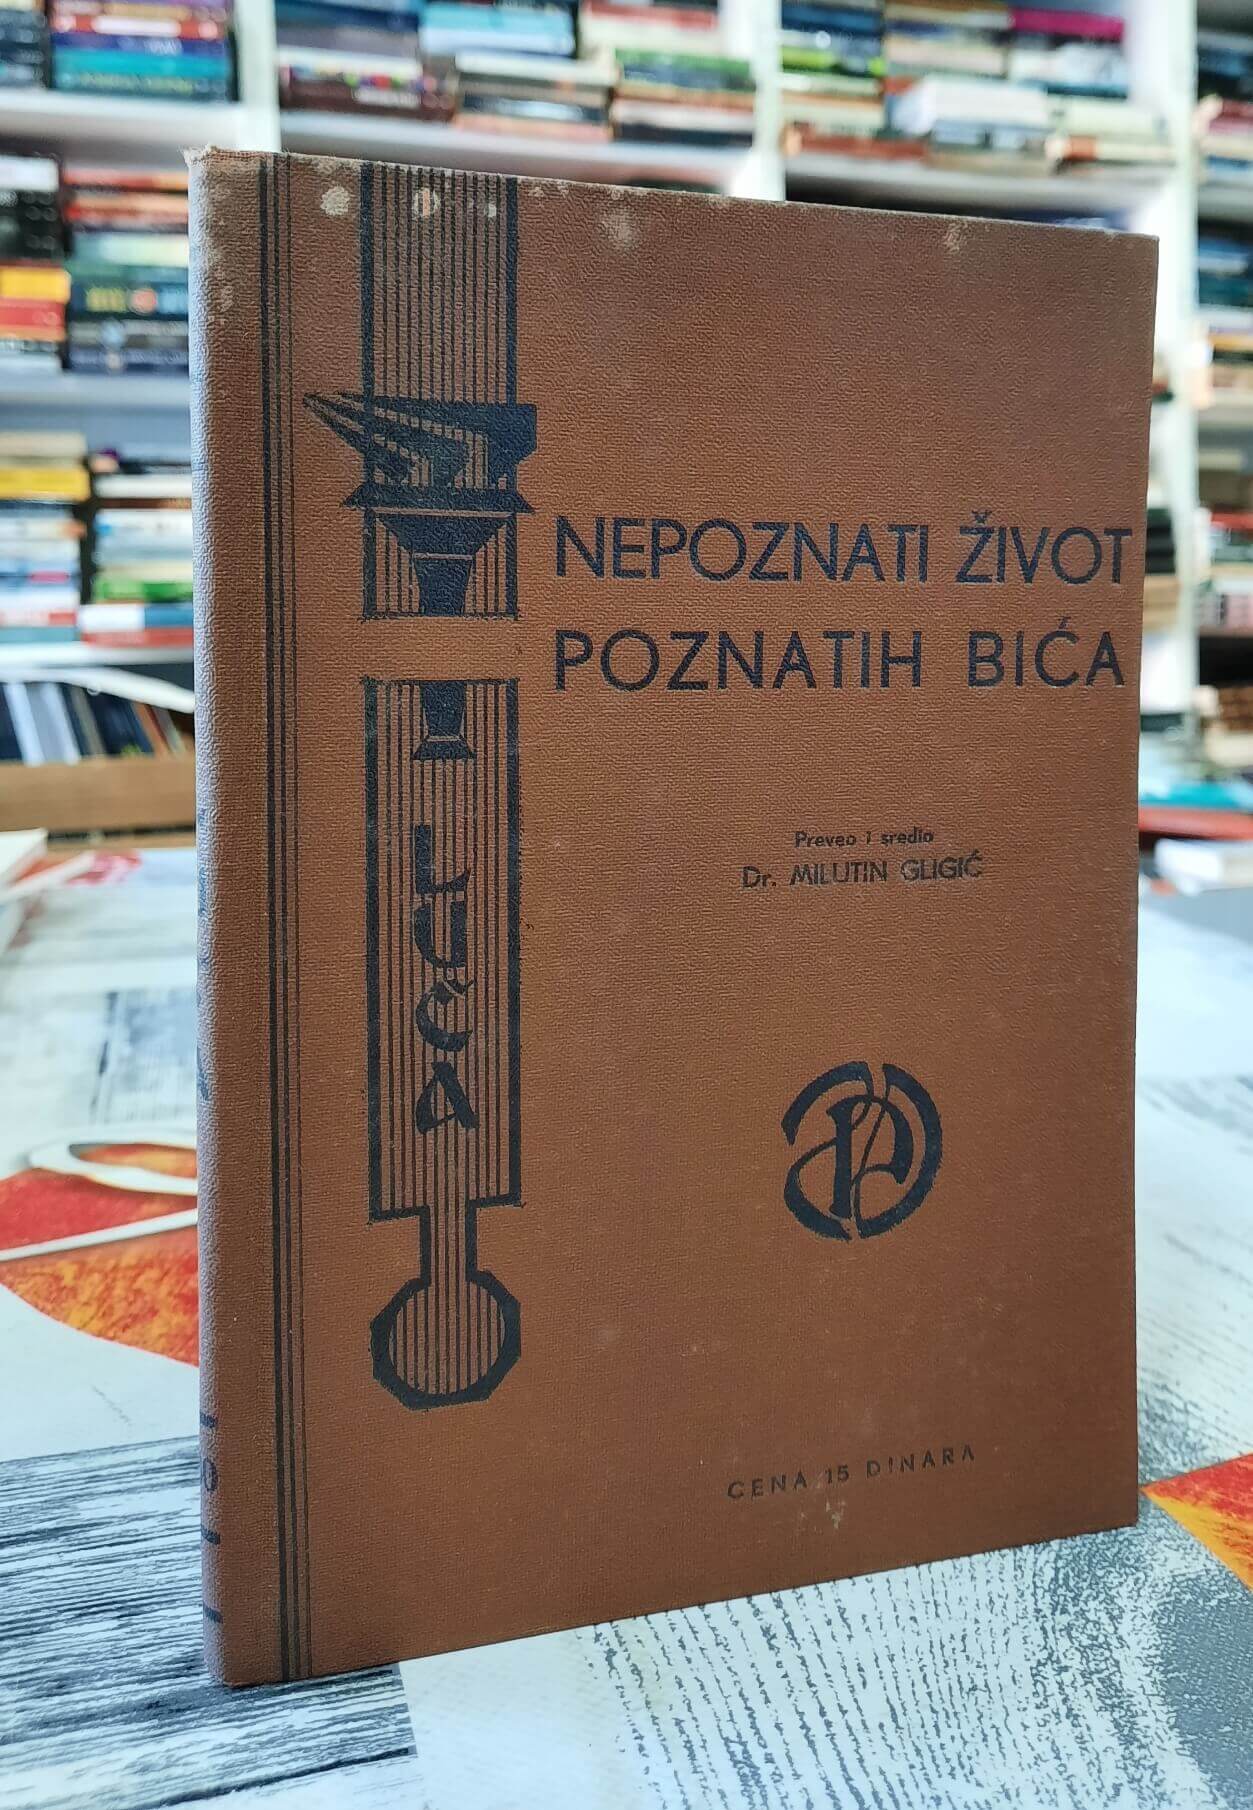 NEPOZNATI ŽIVOT
POZNATIH BIĆA
Preveo i sredio
Dr. MILUTIN GLIGIĆ
LUČA
CENA 15 DINARA